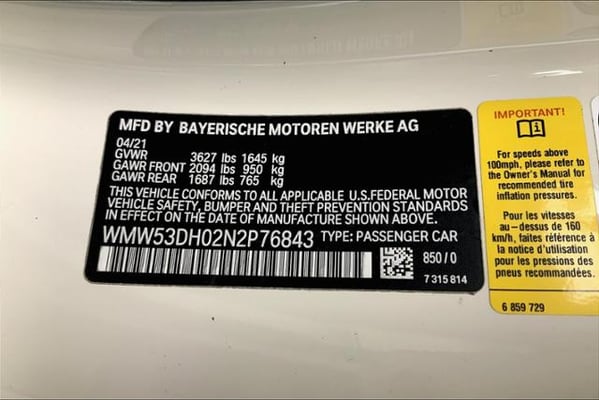 MFD BY BAYERISCHE MOTOREN WERKE AG
04/21
GVWR 3627 lbs 1645 kg
GAWR FRONT 2094 lbs 950 kg
GAWR REAR 1687 lbs 765 kg
THIS VEHICLE CONFORMS TO ALL APPLICABLE U.S.FEDERAL MOTOR
VEHICLE SAFETY, BUMPER AND THEFT PREVENTION STANDARDS
IN EFFECT ON THE DATE OF MANUFACTURE SHOWN ABOVE.
WMW53DH02N2P76843 TYPE: PASSENGER CAR
850 / 0
7 315 814
IMPORTANT!
For speeds above
100mph, please refer to
the Owner's Manual for
recommended tire
inflation pressures.
Pour les vitesses
au-dessus de 160
km/h, faites référence à
la notice d'utilisation
pour les pressions des
pneus recommandées.
6 859 729